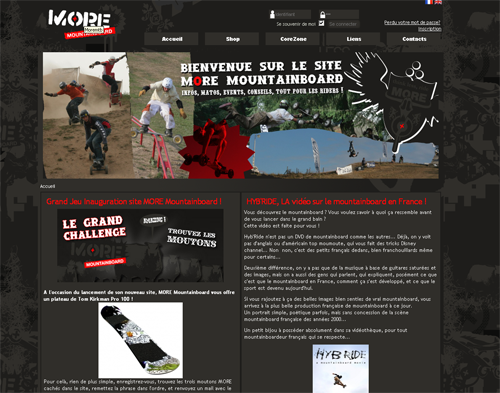 MORE
MOUNTAINBOARD
Identifiant
Se souvenir de moi
Se connecter
Perdu votre mot de passe?
Inscription
Accueil
Shop
CoreZone
Liens
Contacts
BIENVENUE SUR LE SITE
MORE MOUNTAINBOARD
INFOS, MATOS, EVENTS, CONSEILS, TOUT POUR LES RIDERS !
Accueil
Grand Jeu Inauguration site MORE Mountainboard !
LE GRAND
CHALLENGE
MOUNTAINBOARD
TROUVEZ LES
MOUTONS
A l'occasion du lancement de son nouveau site, MORE Mountainboard vous offre
un plateau de Tom Kirkman Pro 100 !
Pour celà, rien de plus simple, enregistrez-vous, trouvez les trois moutons MORE
cachés dans le site, remettez la phrase dans l'ordre, et renvoyez un mail avec le
HYBRIDE, LA vidéo sur le mountainboard en France !
Vous découvrez le mountainboard ? Vous voulez savoir à quoi ça ressemble avant
de vous lancer dans le grand bain ?
Cette vidéo est faite pour vous !
HybRide n'est pas un DVD de mountainboard comme les autres... Déjà, on y voit
pas d'anglais ou d'américain top moumoute, qui vous fait des tricks Disney
channel... Non non, c'est des petits français dedans, bien franchouillards même
pour certains...
Deuxième différence, on y a pas que de la musique à base de guitares saturées et
des images, mais on a aussi des gens qui parlent, qui expliquent, posément ce que
c'est que le mountainboard en France, comment ça s'est développé, et ce que le
sport est devenu aujourd'hui.
Si vous rajoutez à ça des belles images bien senties de vrai mountainboard, vous
arrivez à la plus belle production française de mountainboard à ce jour.
Un portrait simple, poétique parfois, mais sans concession de la scène
mountainboard française des années 2000...
Un petit bijou à posséder absolument dans sa vidéothèque, pour tout
mountainboardeur français qui se respecte...
HYBRIDE